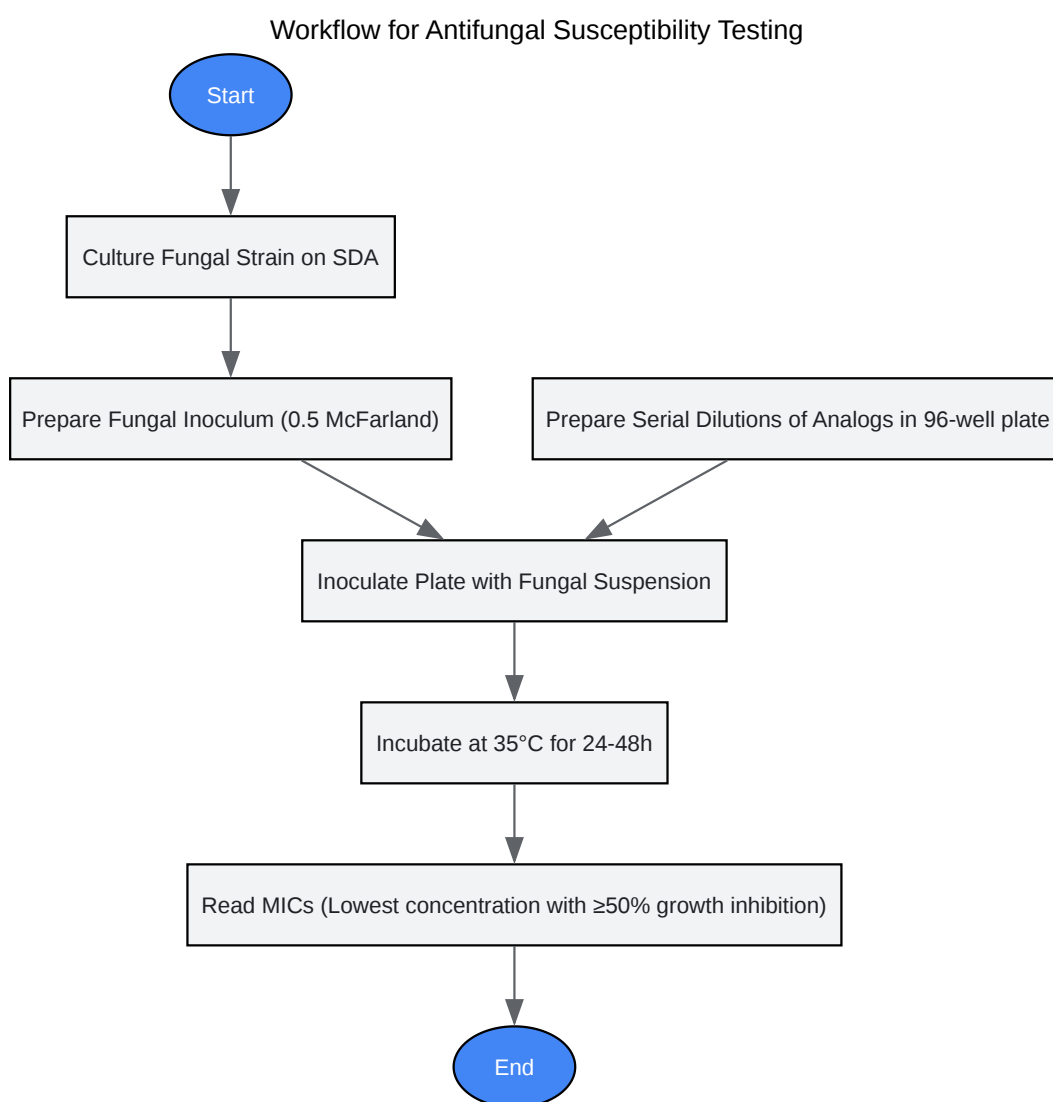 Workflow for Antifungal Susceptibility Testing
Start
Culture Fungal Strain on SDA
Prepare Fungal Inoculum (0.5 McFarland)
Prepare Serial Dilutions of Analogs in 96-well plate
Inoculate Plate with Fungal Suspension
Incubate at 35°C for 24-48h
Read MICs (Lowest concentration with ≥50% growth inhibition)
End